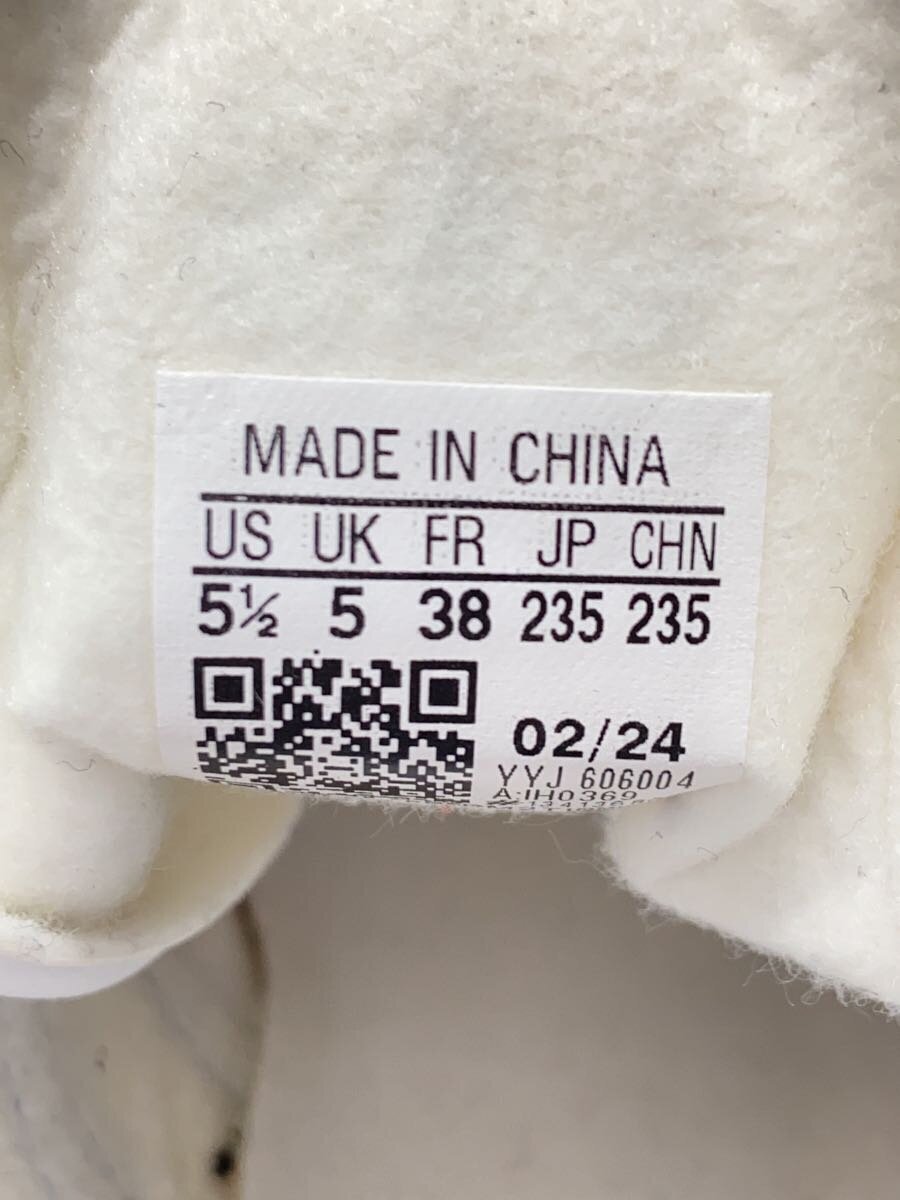 MADE IN CHINA
US UK FR JP CHN
5½ 5 38 235 235
02/24
YYJ 606004
A:IH0369